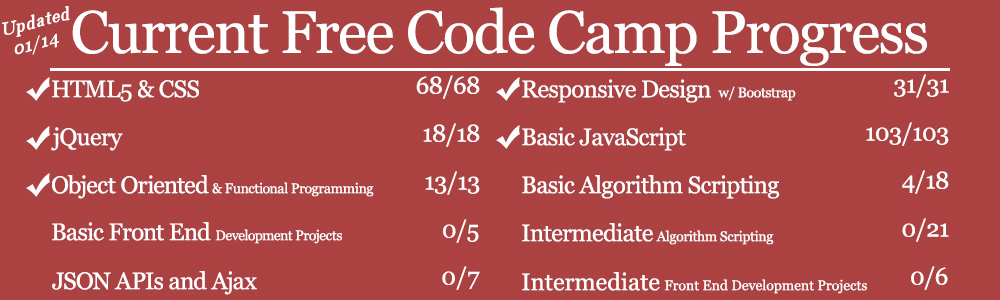 Updated
01/14
Current Free Code Camp Progress
HTML5 & CSS 68/68
Responsive Design w/ Bootstrap 31/31
jQuery 18/18
Basic JavaScript 103/103
Object Oriented & Functional Programming 13/13
Basic Algorithm Scripting 4/18
Basic Front End Development Projects 0/5
Intermediate Algorithm Scripting 0/21
JSON APIs and Ajax 0/7
Intermediate Front End Development Projects 0/6